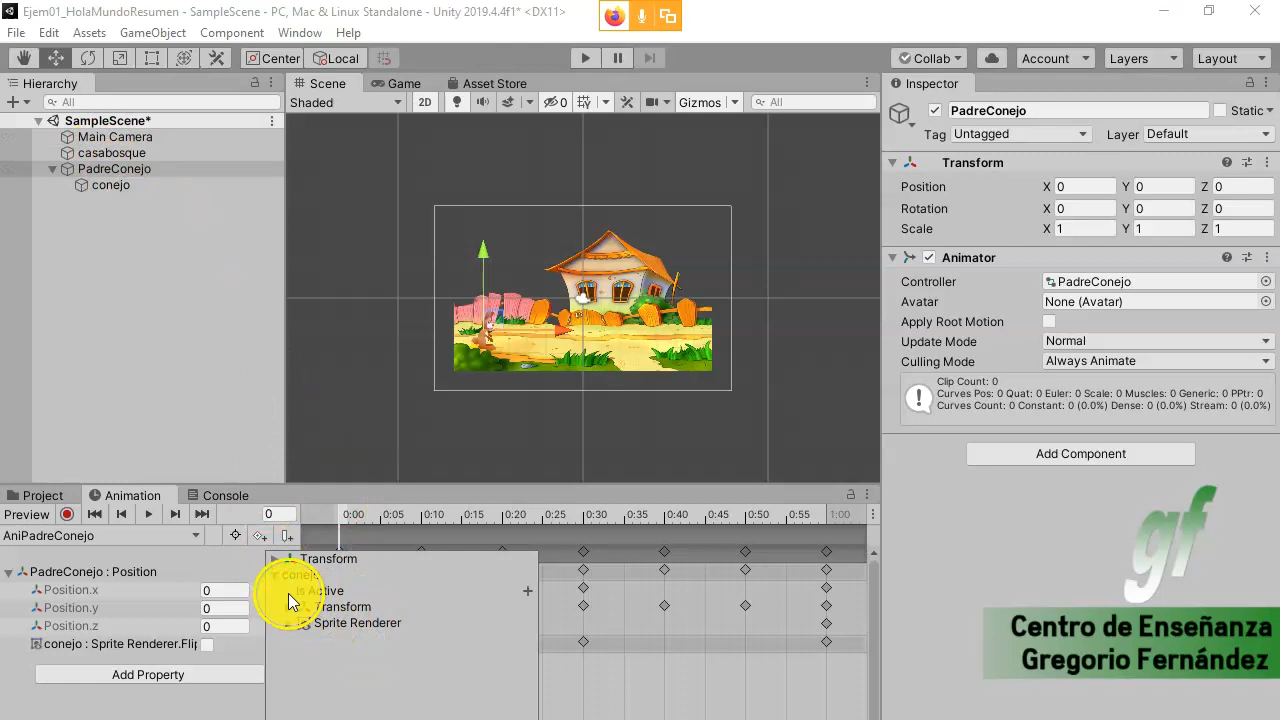 Ejem01_HolaMundoResumen - SampleScene - PC, Mac & Linux Standalone - Unity 2019.4.4f1* <DX11>
File Edit Assets GameObject Component Window Help
Center Local Collab Account Layers Layout
Hierarchy Scene Game Asset Store Inspector
All Shaded 2D 0 Gizmos All PadreConejo Static
SampleScene*
Tag Untagged Layer Default
Main Camera
casabosque
PadreConejo
conejo
Transform
Position X 0 Y 0 Z 0
Rotation X 0 Y 0 Z 0
Scale X 1 Y 1 Z 1
Animator
Controller PadreConejo
Avatar None (Avatar)
Apply Root Motion
Update Mode Normal
Culling Mode Always Animate
Clip Count: 0
Curves Pos: 0 Quat: 0 Euler: 0 Scale: 0 Muscles: 0 Generic: 0 PPtr: 0
Curves Count: 0 Constant: 0 (0.0%) Dense: 0 (0.0%) Stream: 0 (0.0%)
Add Component
Project Animation Console
Preview 0 0:00 0:05 0:10 0:15 0:20 0:25 0:30 0:35 0:40 0:45 0:50 0:55 1:00
AniPadreConejo
Transform
PadreConejo : Position
conejo
Position.x 0
Is Active
Position.y 0
Transform
Position.z 0
Sprite Renderer
conejo : Sprite Renderer.Flip
Add Property
gf
Centro de Enseñanza
Gregorio Fernández